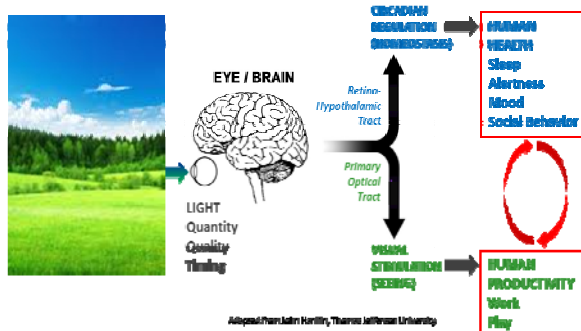 CIRCADIAN
REGULATION
(HOMEOSTASIS)
HUMAN
HEALTH
Sleep
Alertness
Mood
Social Behavior
EYE / BRAIN
Retina-
Hypothalamic
Tract
Primary
Optical
Tract
LIGHT
Quantity
Quality
Timing
VISUAL
STIMULATION
(SEEING)
HUMAN
PRODUCTIVITY
Work
Play
Adapted from John Hanifin, Thomas Jefferson University